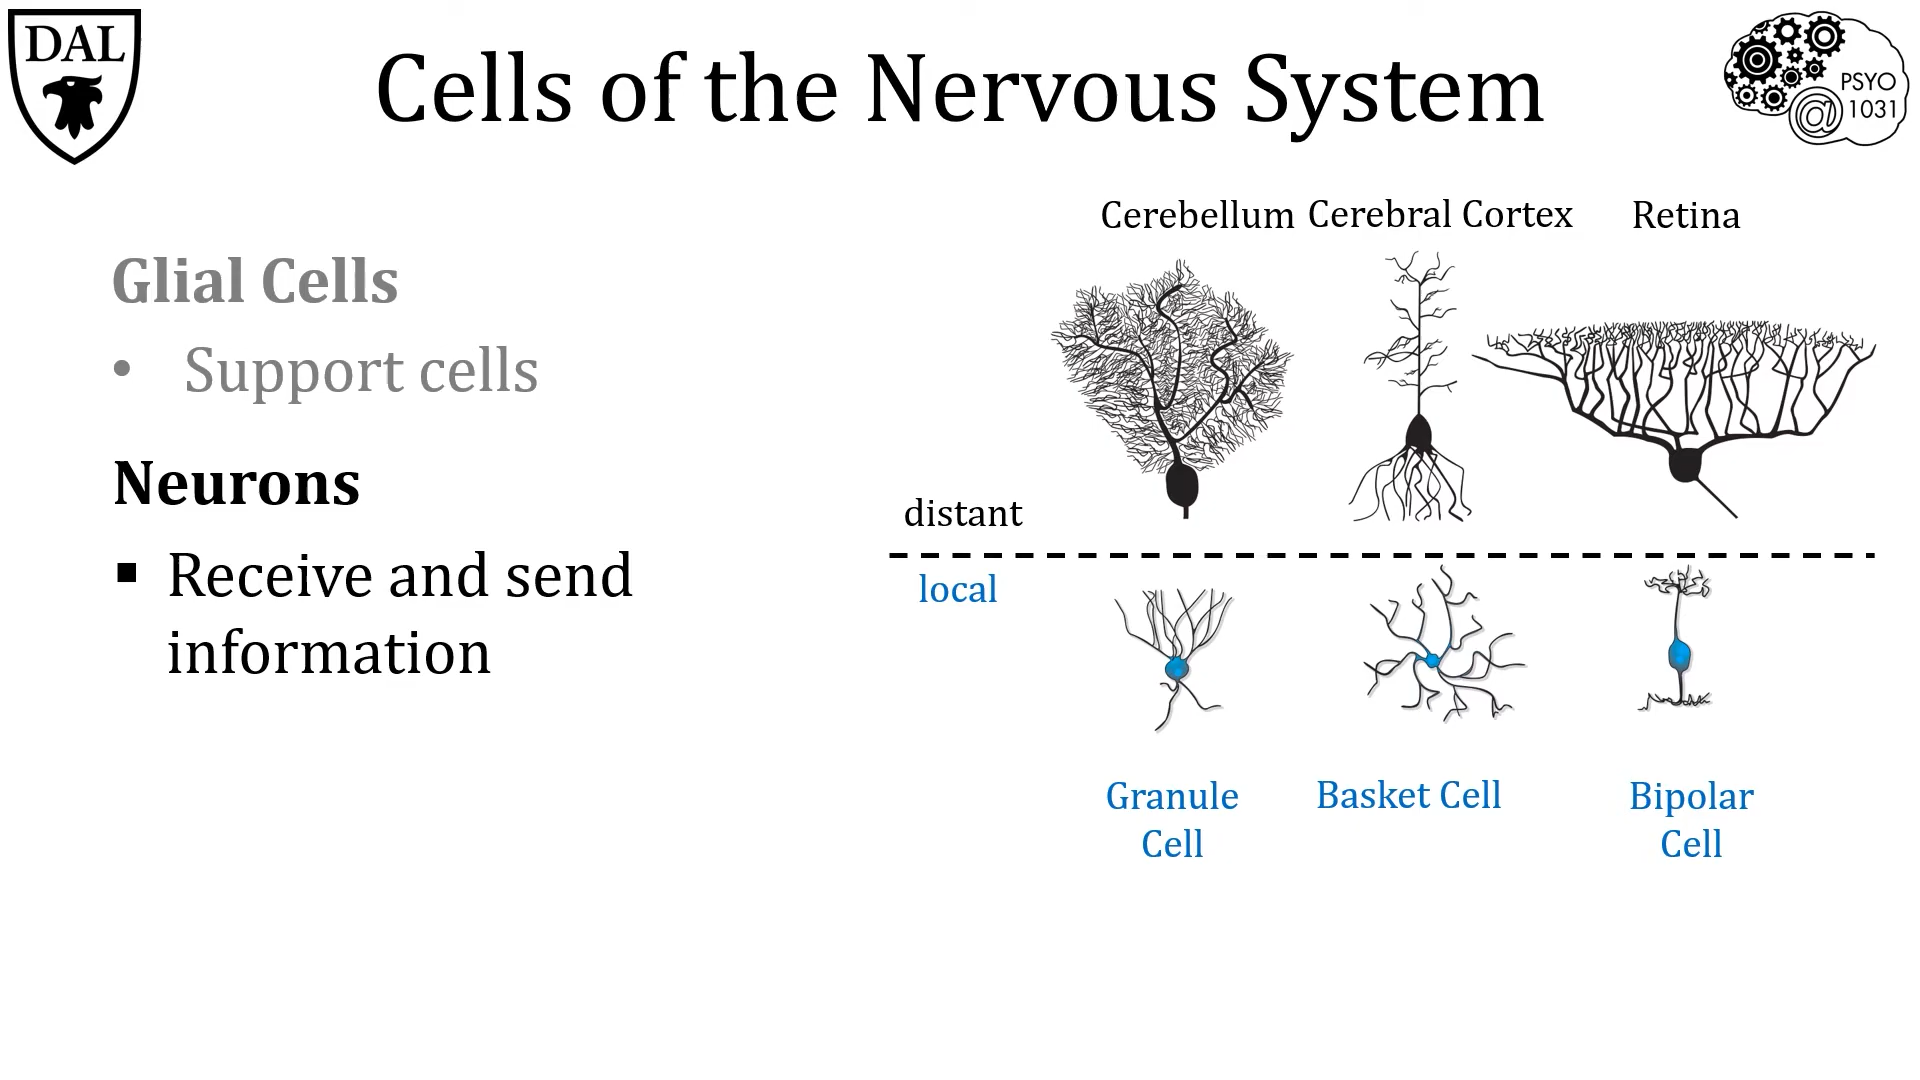 DAL
Cells of the Nervous System
PSYO
@ 1031
Glial Cells
• Support cells
Neurons
▪ Receive and send
information
Cerebellum Cerebral Cortex Retina
distant
local
Granule
Cell
Basket Cell
Bipolar
Cell